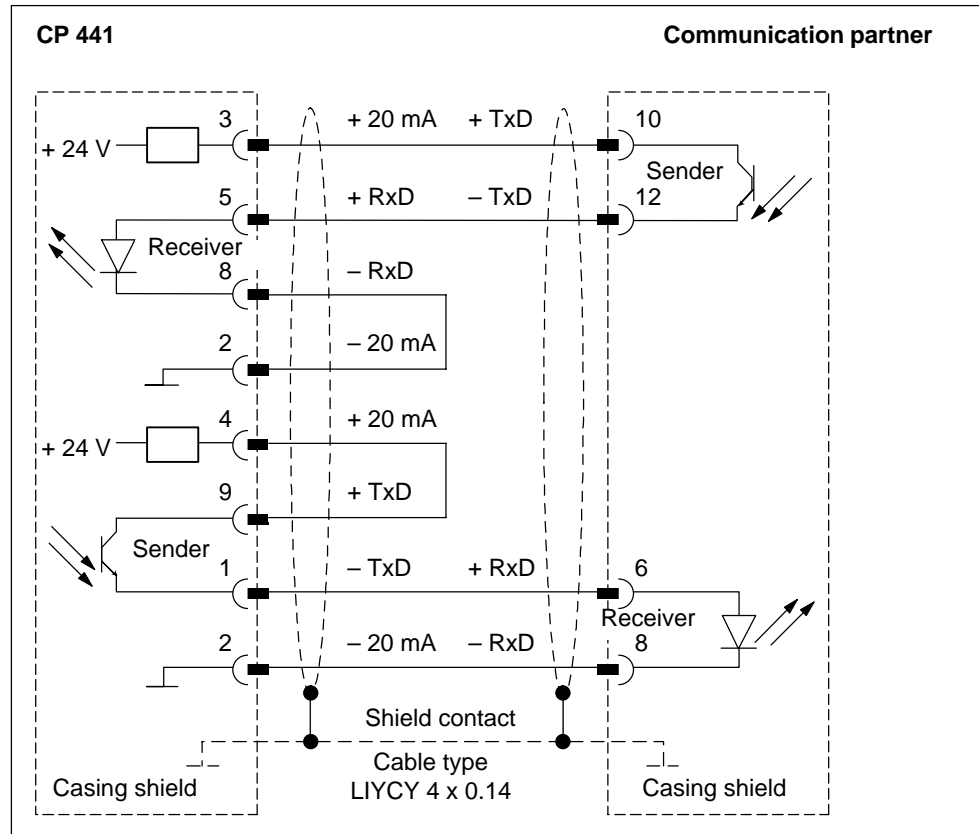 CP 441 Communication partner
3 + 20 mA + TxD 10
+ 24 V Sender
5 + RxD – TxD 12
Receiver
8 – RxD
2 – 20 mA
4 + 20 mA
+ 24 V
9 + TxD
Sender
1 – TxD + RxD 6
Receiver
2 – 20 mA – RxD 8
Shield contact
Cable type
Casing shield LIYCY 4 x 0.14 Casing shield